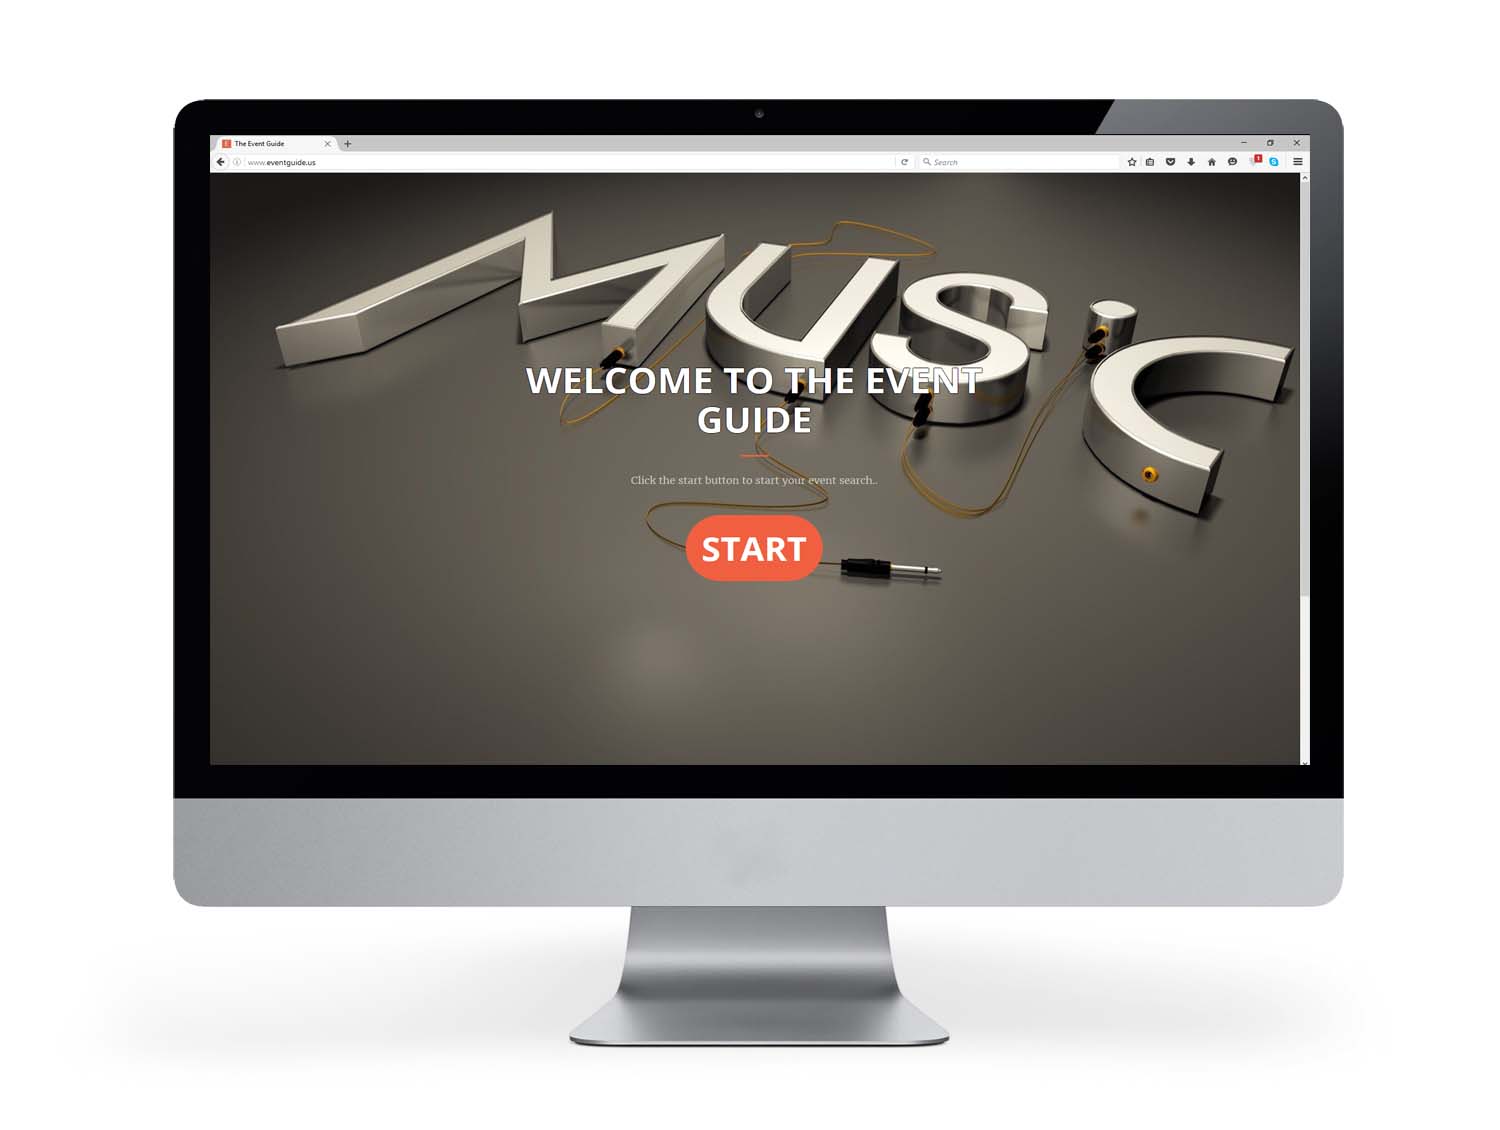 The Event Guide
www.eventguide.us
Search
1
MUSiC
WELCOME TO THE EVENT
GUIDE
Click the start button to start your event search..
START